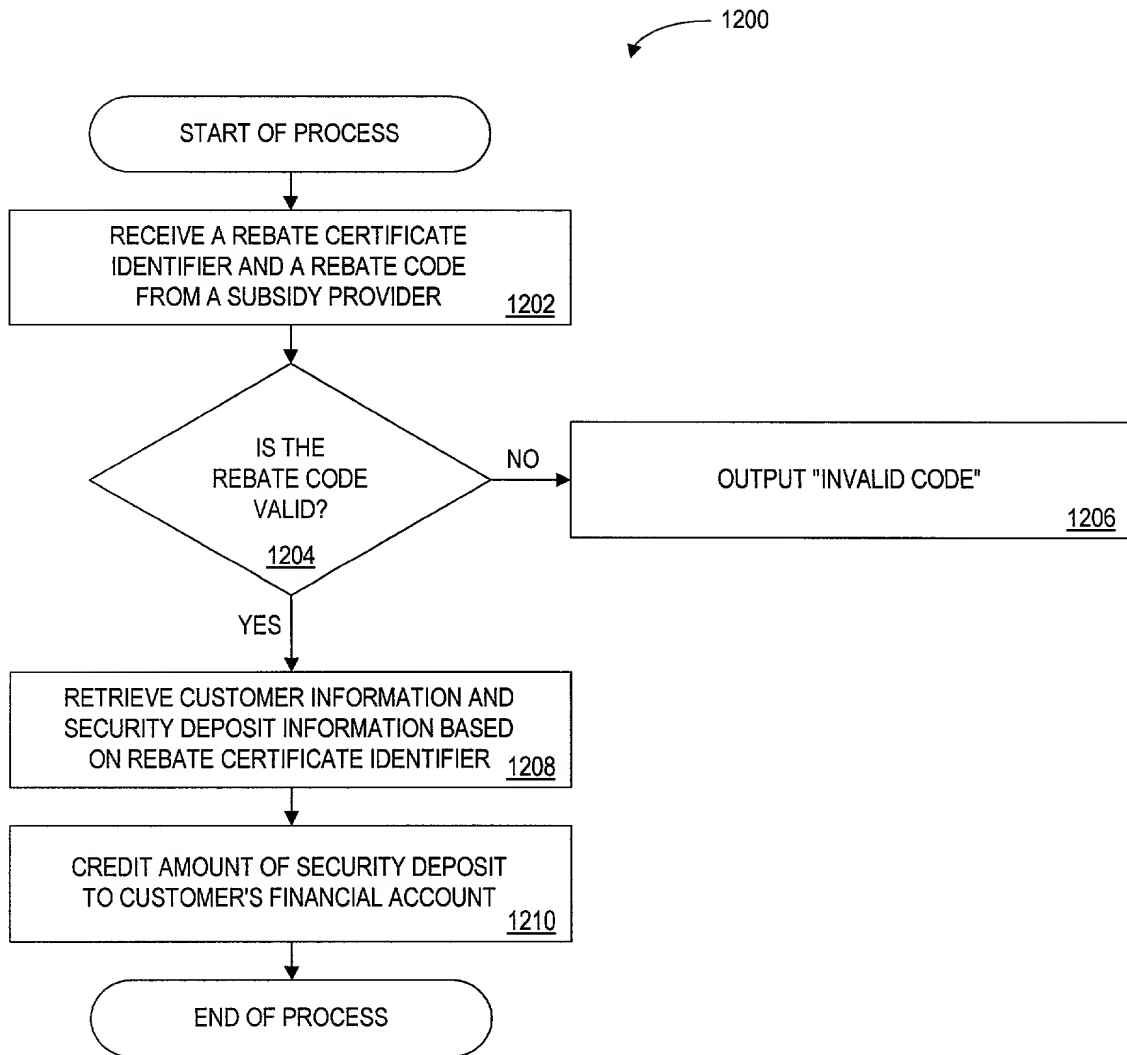 1200
START OF PROCESS
RECEIVE A REBATE CERTIFICATE
IDENTIFIER AND A REBATE CODE
FROM A SUBSIDY PROVIDER
1202
IS THE
REBATE CODE
VALID?
1204
NO
OUTPUT "INVALID CODE"
1206
YES
RETRIEVE CUSTOMER INFORMATION AND
SECURITY DEPOSIT INFORMATION BASED
ON REBATE CERTIFICATE IDENTIFIER
1208
CREDIT AMOUNT OF SECURITY DEPOSIT
TO CUSTOMER'S FINANCIAL ACCOUNT
1210
END OF PROCESS